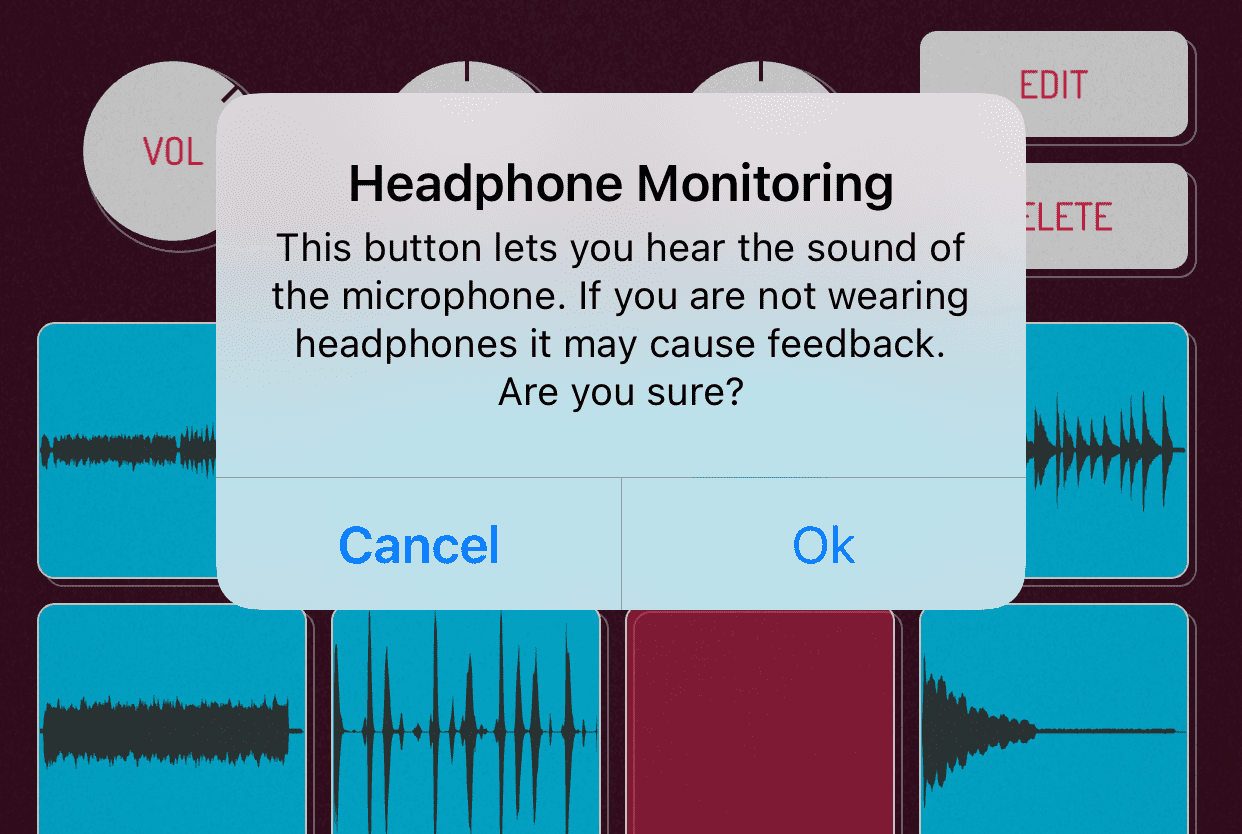 EDIT
VOL
Headphone Monitoring
ELETE
This button lets you hear the sound of
the microphone. If you are not wearing
headphones it may cause feedback.
Are you sure?
Cancel
Ok